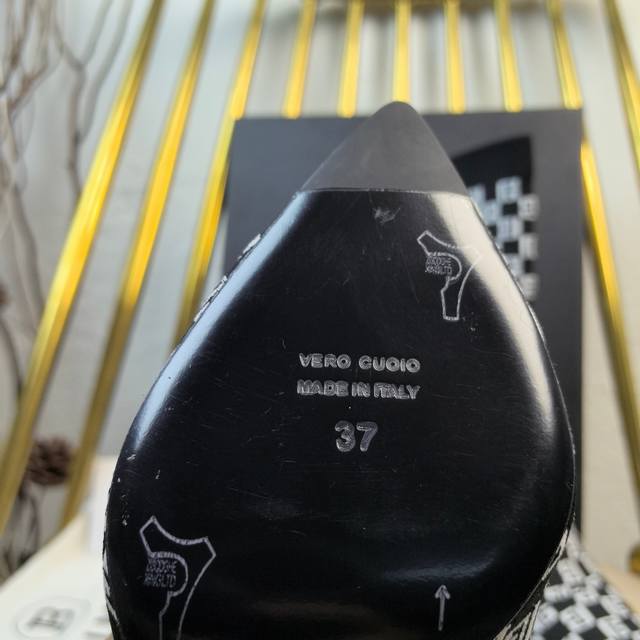 VERO CUOIO
MADE IN ITALY
37
B